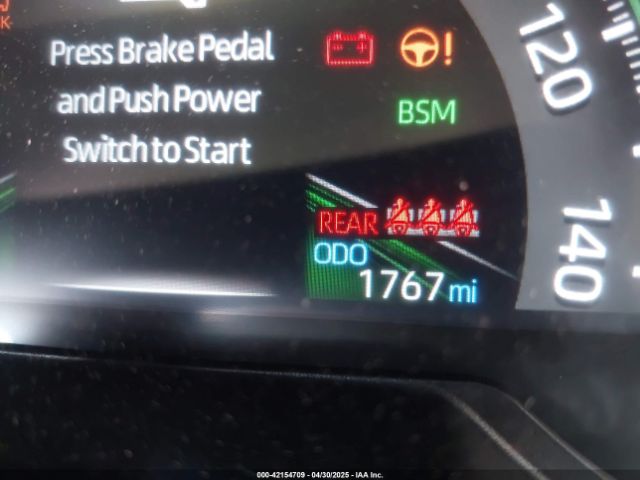 K
Press Brake Pedal
and Push Power
Switch to Start
!
BSM
120
140
REAR
ODO
1767 mi
000-42154709 - 04/30/2025 - IAA Inc.